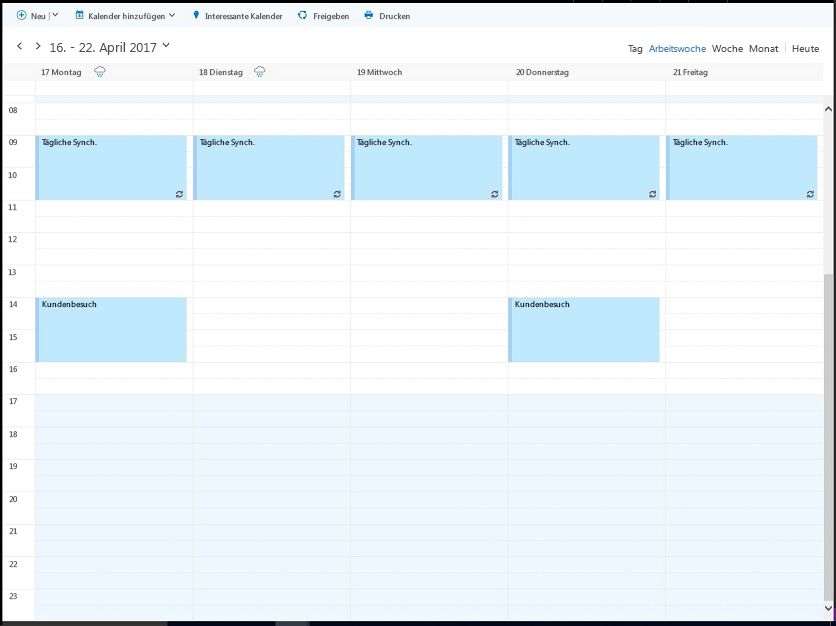 Neu | Kalender hinzufügen Interessante Kalender Freigeben Drucken
16. - 22. April 2017 Tag Arbeitswoche Woche Monat Heute
17 Montag 18 Dienstag 19 Mittwoch 20 Donnerstag 21 Freitag
08
09 Tägliche Synch. Tägliche Synch. Tägliche Synch. Tägliche Synch. Tägliche Synch.
10
11
12
13
14 Kundenbesuch Kundenbesuch
15
16
17
18
19
20
21
22
23